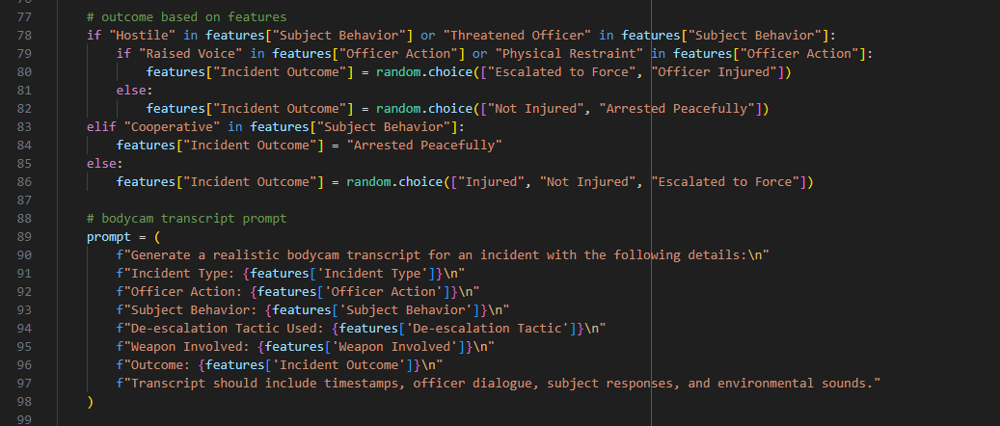 77 # outcome based on features
78 if "Hostile" in features["Subject Behavior"] or "Threatened Officer" in features["Subject Behavior"]:
79 if "Raised Voice" in features["Officer Action"] or "Physical Restraint" in features["Officer Action"]:
80 features["Incident Outcome"] = random.choice(["Escalated to Force", "Officer Injured"])
81 else:
82 features["Incident Outcome"] = random.choice(["Not Injured", "Arrested Peacefully"])
83 elif "Cooperative" in features["Subject Behavior"]:
84 features["Incident Outcome"] = "Arrested Peacefully"
85 else:
86 features["Incident Outcome"] = random.choice(["Injured", "Not Injured", "Escalated to Force"])
87
88 # bodycam transcript prompt
89 prompt = (
90 f"Generate a realistic bodycam transcript for an incident with the following details:\n"
91 f"Incident Type: {features['Incident Type']}\n"
92 f"Officer Action: {features['Officer Action']}\n"
93 f"Subject Behavior: {features['Subject Behavior']}\n"
94 f"De-escalation Tactic Used: {features['De-escalation Tactic']}\n"
95 f"Weapon Involved: {features['Weapon Involved']}\n"
96 f"Outcome: {features['Incident Outcome']}\n"
97 f"Transcript should include timestamps, officer dialogue, subject responses, and environmental sounds."
98 )
99